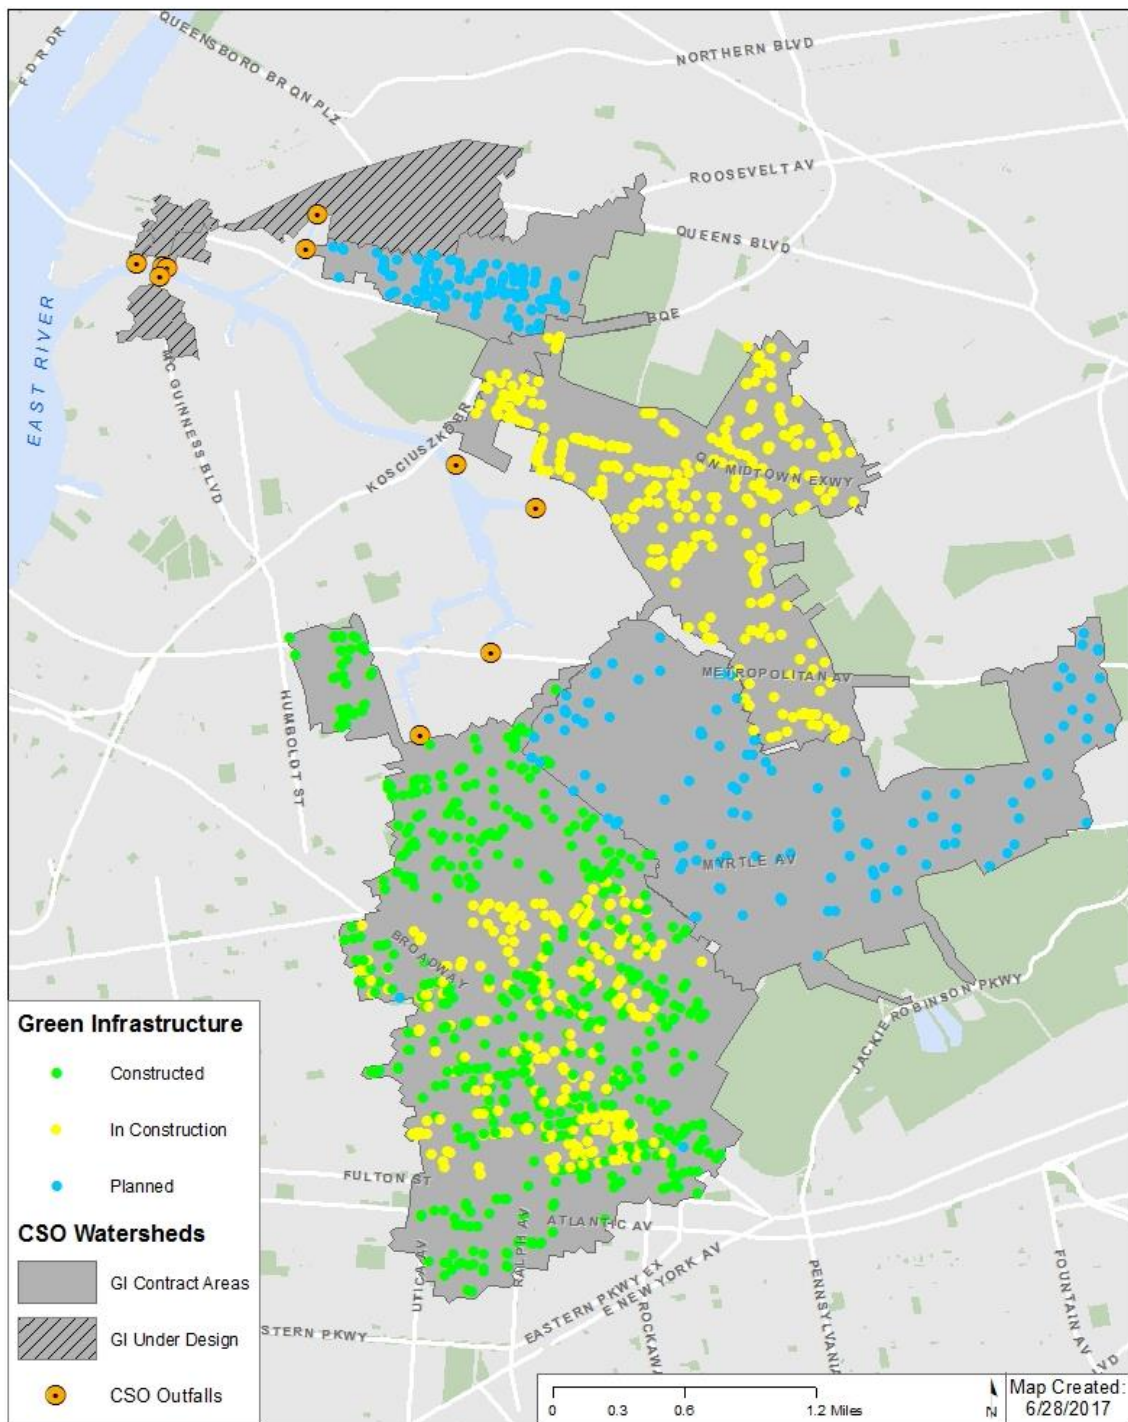 F D R DR
QUEENSBORO BR QN PLZ
NORTHERN BLVD
ROOSEVELT AV
QUEENS BLVD
BQE
EAST RIVER
MC GUINNESS BLVD
KOSCIUSZKO BR
QN MIDTOWN EXWY
HUMBOLDT ST
METROPOLITAN AV
MYRTLE AV
BROADWAY
JACKIE ROBINSON PKWY
FULTON ST
ATLANTIC AV
UTICA AV
RALPH AV
EASTERN PKWY EX
E NEW YORK AV
ROCKAWA
PENNSYLVANIA
FOUNTAIN AV
STERN PKWY
LVD
Green Infrastructure
Constructed
In Construction
Planned
CSO Watersheds
GI Contract Areas
GI Under Design
CSO Outfalls
0 0.3 0.6 1.2 Miles
N
Map Created:
6/28/2017